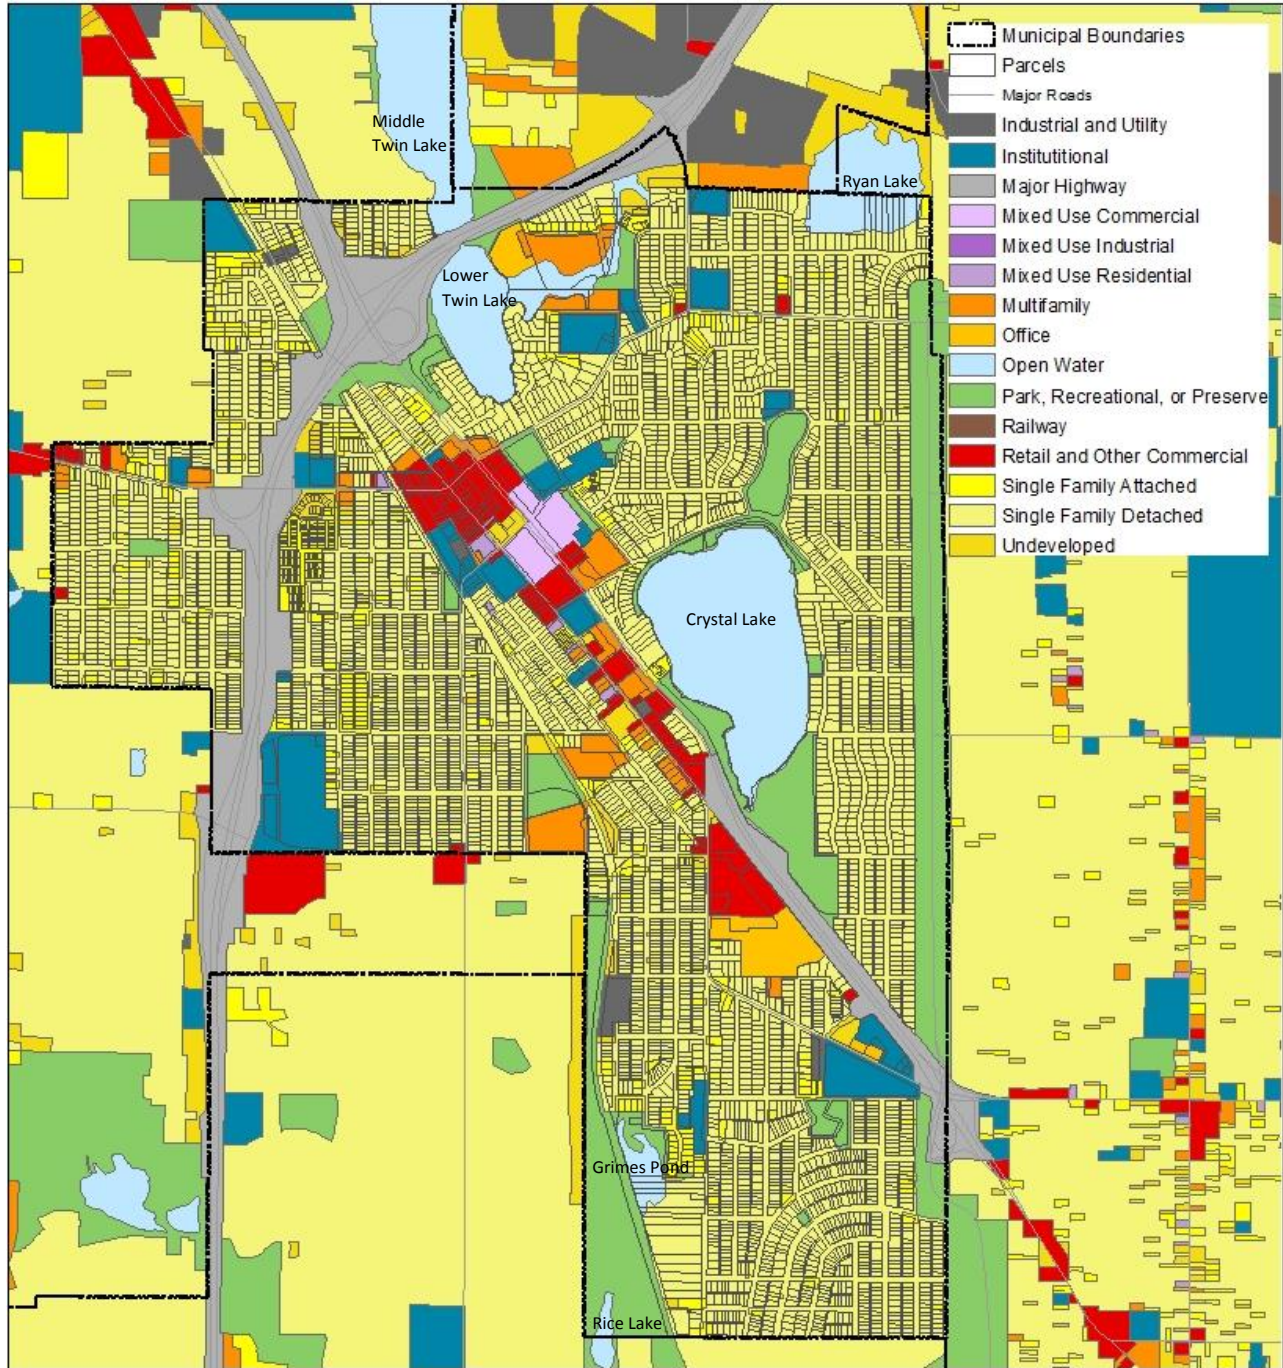 Municipal Boundaries
Parcels
Major Roads
Industrial and Utility
Institutitional
Major Highway
Mixed Use Commercial
Mixed Use Industrial
Mixed Use Residential
Multifamily
Office
Open Water
Park, Recreational, or Preserve
Railway
Retail and Other Commercial
Single Family Attached
Single Family Detached
Undeveloped
Middle
Twin Lake
Ryan Lake
Lower
Twin Lake
Crystal Lake
Grimes Pond
Rice Lake